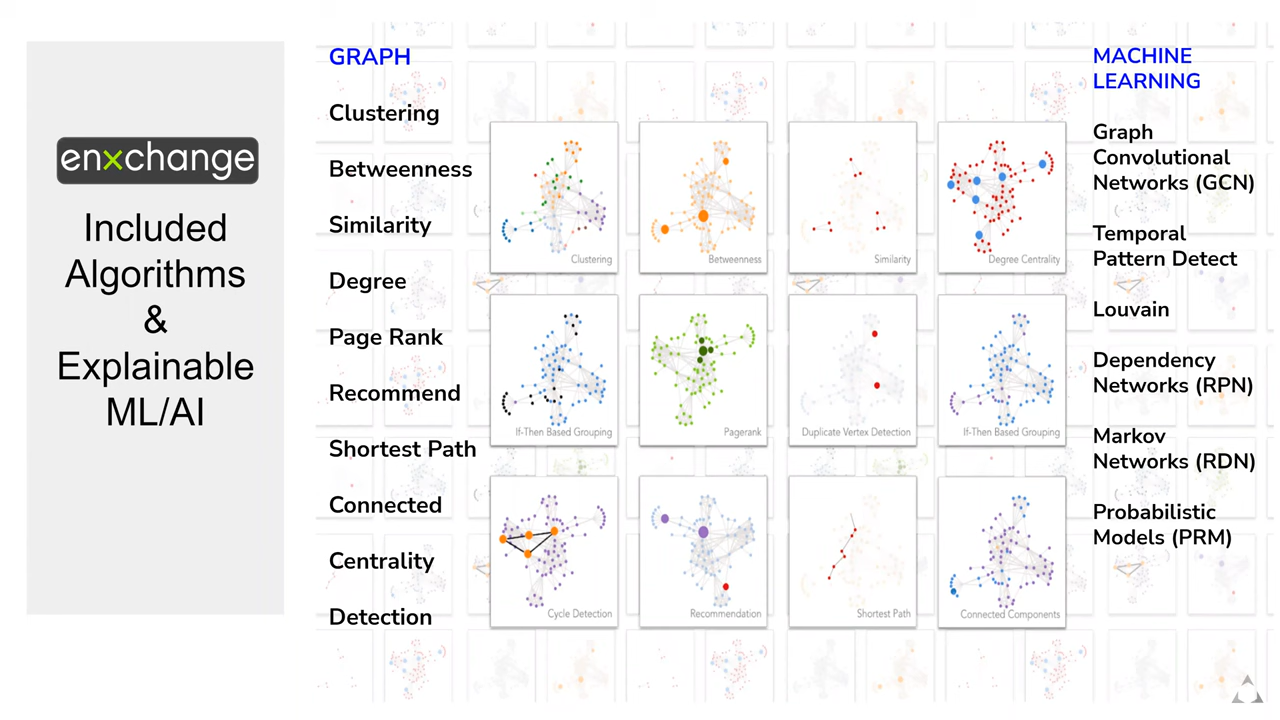 enxchange
Included
Algorithms
&
Explainable
ML/AI
GRAPH
Clustering
Betweenness
Similarity
Degree
Page Rank
Recommend
Shortest Path
Connected
Centrality
Detection
Clustering
Betweenness
Similarity
Degree Centrality
If-Then Based Grouping
Pagerank
Duplicate Vertex Detection
If-Then Based Grouping
Cycle Detection
Recommendation
Shortest Path
Connected Components
MACHINE
LEARNING
Graph
Convolutional
Networks (GCN)
Temporal
Pattern Detect
Louvain
Dependency
Networks (RPN)
Markov
Networks (RDN)
Probabilistic
Models (PRM)